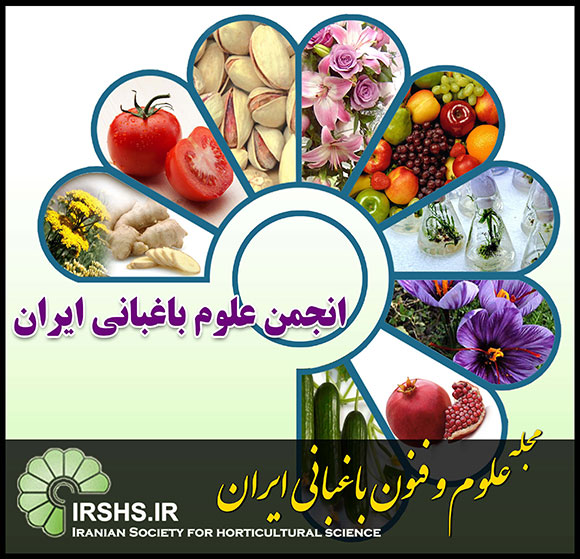 انجمن علوم باغبانی ایران
مجله علوم و فنون باغبانی ایران
IRSHS.IR
IRANIAN SOCIETY FOR HORTICULTURAL SCIENCE